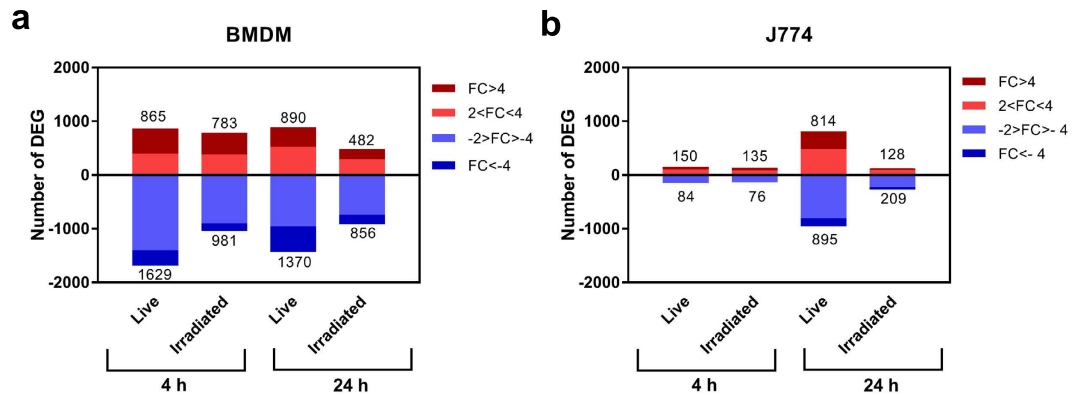 a
BMDM
Number of DEG
2000
1000
0
-1000
-2000
865
783
890
482
1629
981
1370
856
Live
Irradiated
Live
Irradiated
4 h
24 h
FC>4
2<FC<4
-2>FC>-4
FC<-4
b
J774
Number of DEG
2000
1000
0
-1000
-2000
150
135
814
128
84
76
895
209
Live
Irradiated
Live
Irradiated
4 h
24 h
FC>4
2<FC<4
-2>FC>- 4
FC<- 4